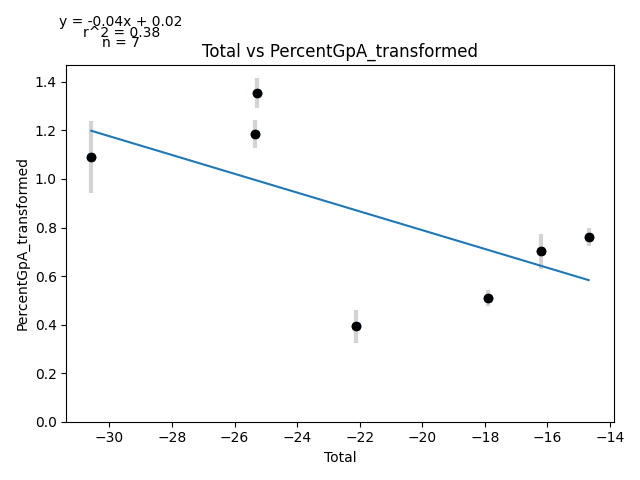 y = -0.04x + 0.02
r^2 = 0.38
n = 7
Total vs PercentGpA_transformed
PercentGpA_transformed
1.4
1.2
1.0
0.8
0.6
0.4
0.2
0.0
−30 −28 −26 −24 −22 −20 −18 −16 −14
Total